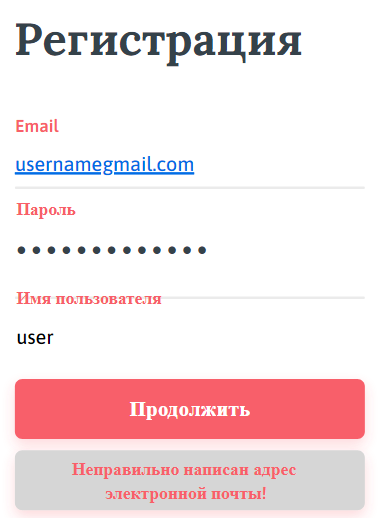 Регистрация
Email
usernamegmail.com
Пароль
•••••••••••••
Имя пользователя
user
Продолжить
Неправильно написан адрес
электронной почты!